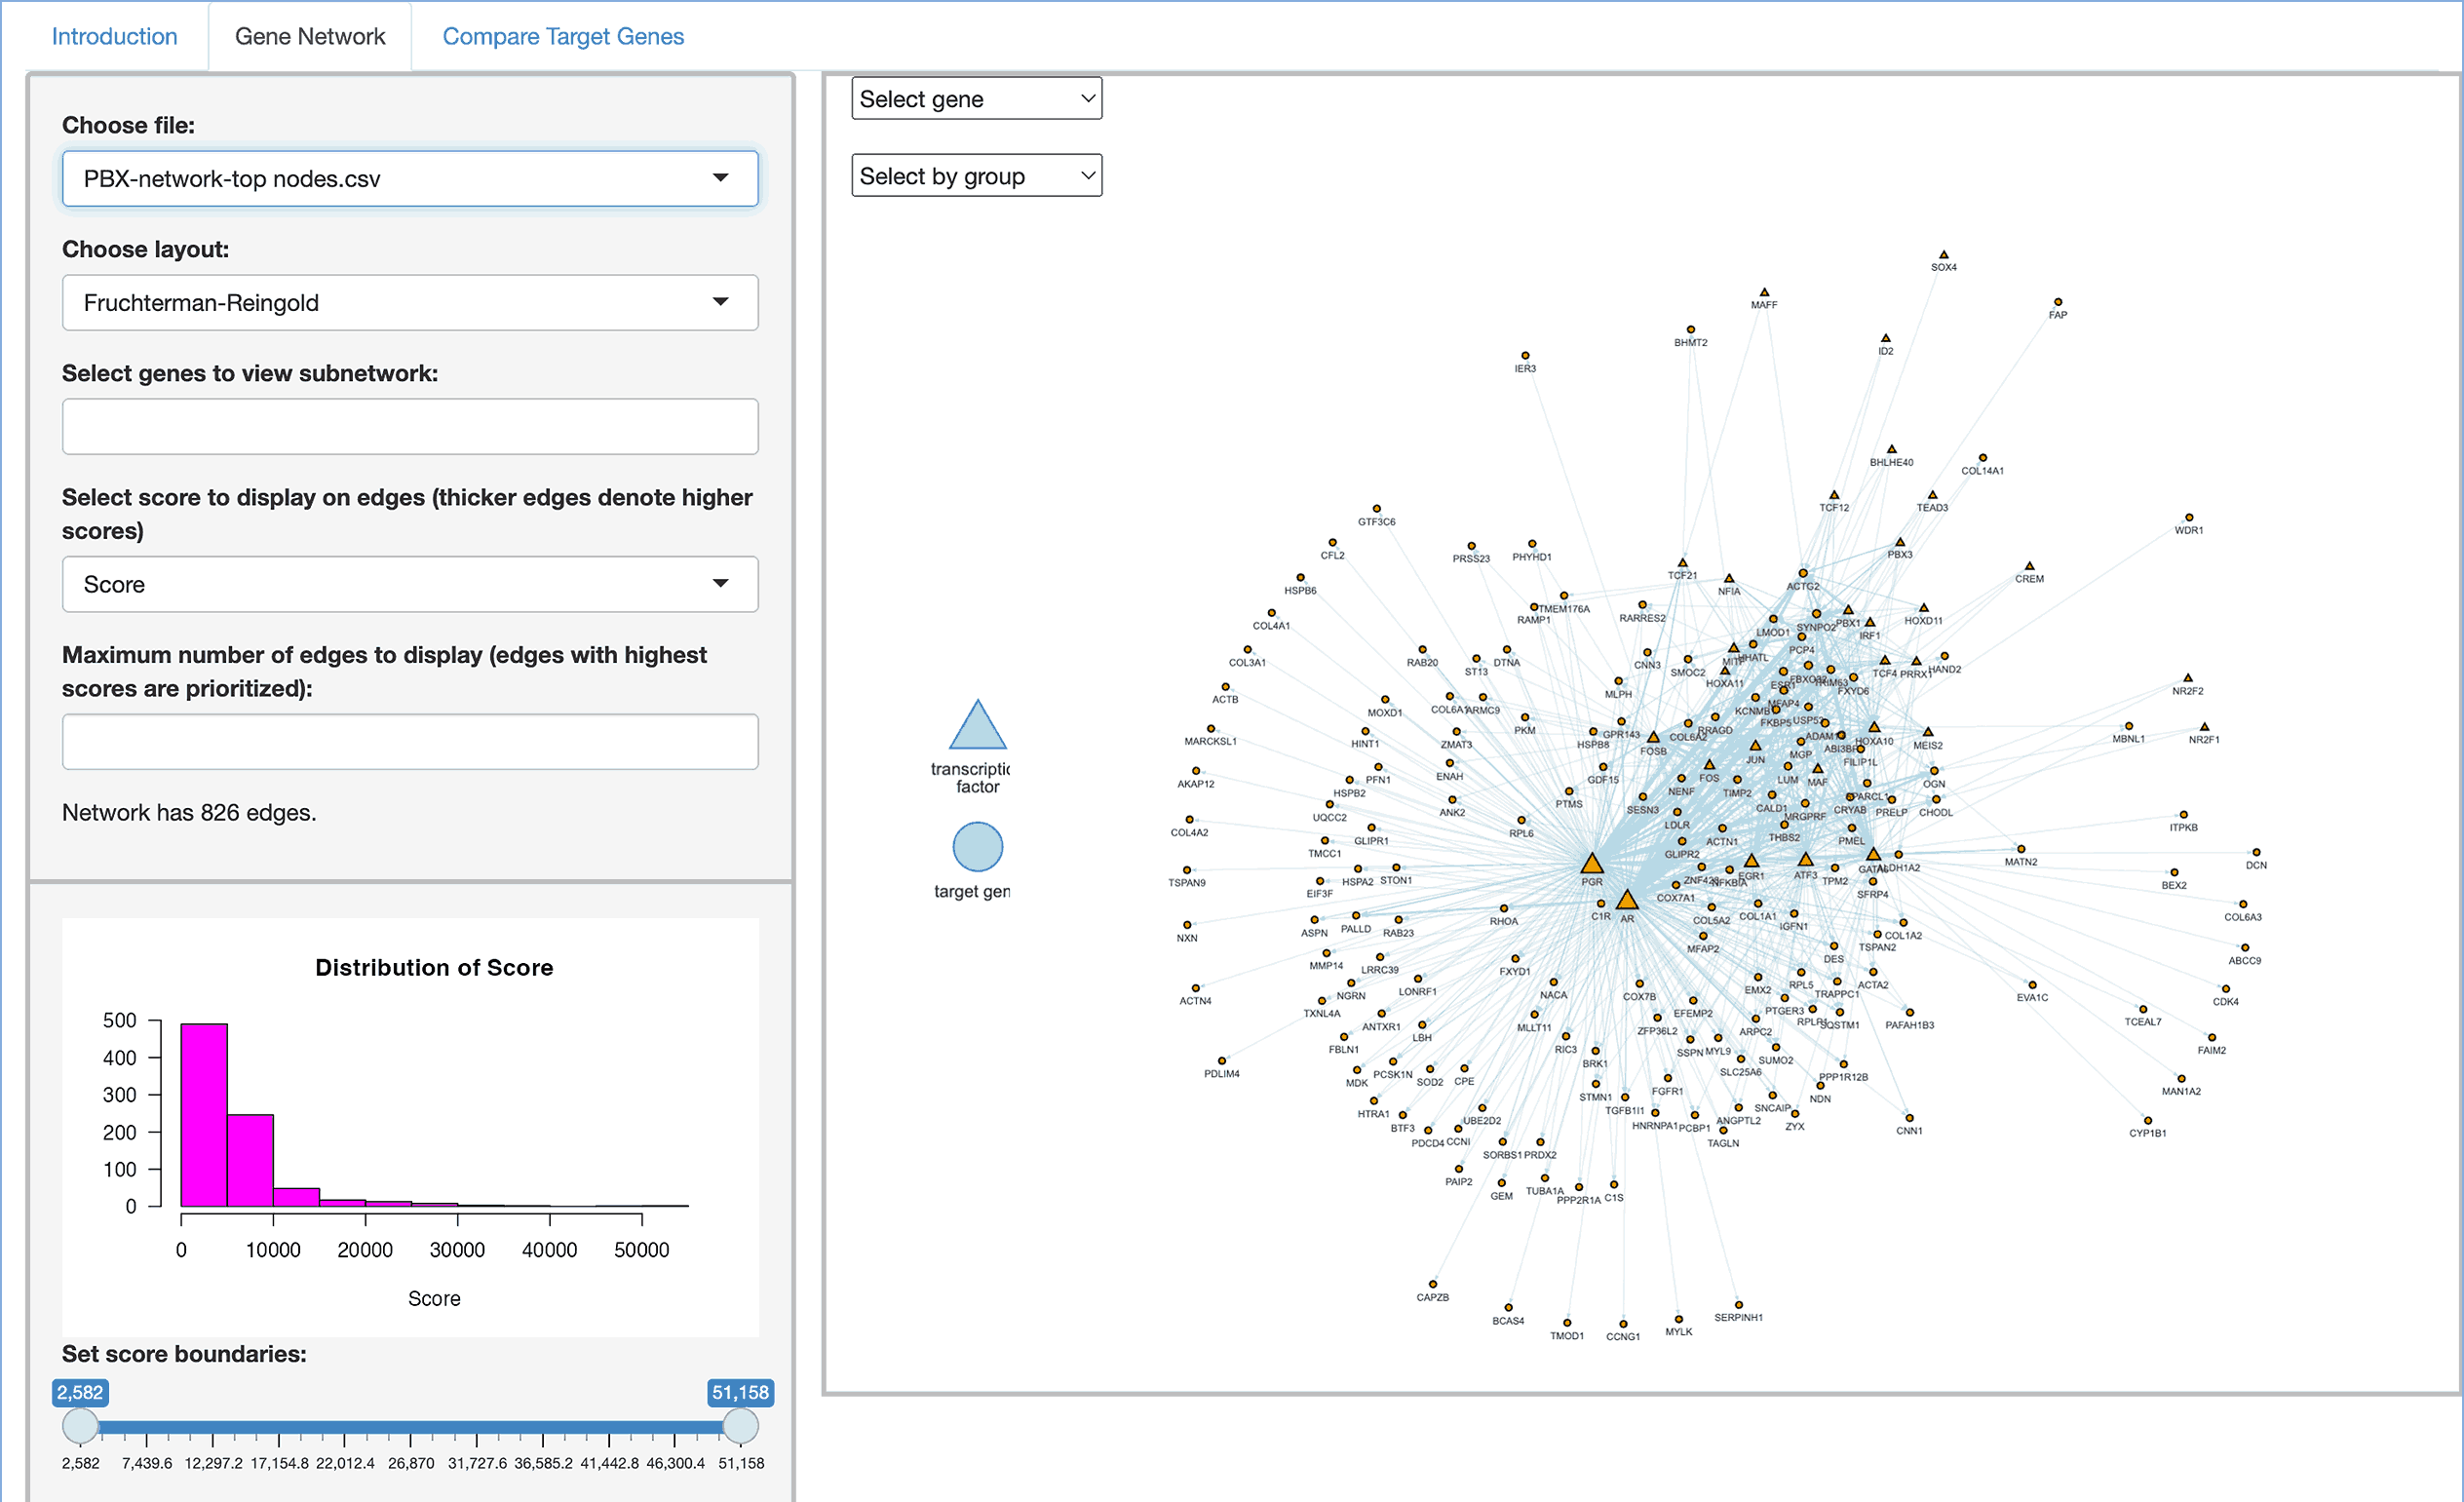 Introduction
Gene Network
Compare Target Genes
Choose file:
PBX-network-top nodes.csv
Choose layout:
Fruchterman-Reingold
Select genes to view subnetwork:
Select score to display on edges (thicker edges denote higher
scores)
Score
Maximum number of edges to display (edges with highest
scores are prioritized):
Network has 826 edges.
Distribution of Score
500
400
300
200
100
0
0 10000 20000 30000 40000 50000
Score
Set score boundaries:
2,582 51,158
2,582 7,439.6 12,297.2 17,154.8 22,012.4 26,870 31,727.6 36,585.2 41,442.8 46,300.4 51,158
Select gene
Select by group
transcriptic
factor
target gen
SOX4
MAFF
FAP
BHMT2
ID2
IER3
BHLHE40
COL14A1
TCF12
TEAD3
GTF3C6
WDR1
CFL2
PRSS23
PHYHD1
PBX3
TCF21
CREM
HSPB6
NFIA
ACTG2
TMEM176A
RAMP1
RARRES2
COL4A1
LMOD1
SYNPO2
PBX1
IRF1
HOXD11
PCP4
COL3A1
RAB20
ST13
DTNA
CNN3
SMOC2
HHATL
HOXA11
TCF4
PRRX1
HAND2
ACTB
MLPH
ESR1
FXYD6
NR2F2
MOXD1
ARMC9
KCNMB
MFAP4
FKBP5
USP53
MARCKSL1
HINT1
ZMAT3
PKM
HSPB8
GPR143
FOSB
COL6A2
RRAGD
JUN
MGP
HOXA10
MEIS2
MBNL1
NR2F1
FILIP1L
AKAP12
PFN1
HSPB2
ENAH
GDF15
NENF
FOS
TIMP2
LUM
MAF
OGN
UQCC2
ANK2
PTMS
SESN3
CALD1
MRGPRF
CRYAB
PRELP
CHODL
COL4A2
GLIPR1
RPL6
LDLR
THBS2
ITPKB
TMCC1
GLIPR2
ACTN1
PMEL
TSPAN9
EIF3F
HSPA2
STON1
PGR
NFKBIA
EGR1
ATF3
TPM2
ALDH1A2
MATN2
DCN
BEX2
COX7A1
SFRP4
NXN
ASPN
PALLD
RAB23
RHOA
C1R
AR
COL5A2
COL1A1
IGFN1
COL1A2
COL6A3
MFAP2
TSPAN2
MMP14
LRRC39
FXYD1
DES
ABCC9
ACTN4
NGRN
LONRF1
NACA
COX7B
EMX2
RPL5
TRAPPC1
ACTA2
EVA1C
CDK4
TXNL4A
ANTXR1
LBH
MLLT11
ZFP36L2
EFEMP2
PTGER3
ARPC2
SQSTM1
PAFAH1B3
TCEAL7
FBLN1
RIC3
SSPN
MYL9
SUMO2
FAIM2
PDLIM4
MDK
PCSK1N
SOD2
CPE
BRK1
SLC25A6
PPP1R12B
MAN1A2
HTRA1
UBE2D2
STMN1
FGFR1
NDN
BTF3
TGFB1I1
SNCAIP
PDCD4
CCNI
HNRNPA1
PCBP1
ANGPTL2
ZYX
CNN1
CYP1B1
TAGLN
SORBS1
PRDX2
PAIP2
GEM
TUBA1A
PPP2R1A
C1S
CAPZB
BCAS4
TMOD1
CCNG1
MYLK
SERPINH1